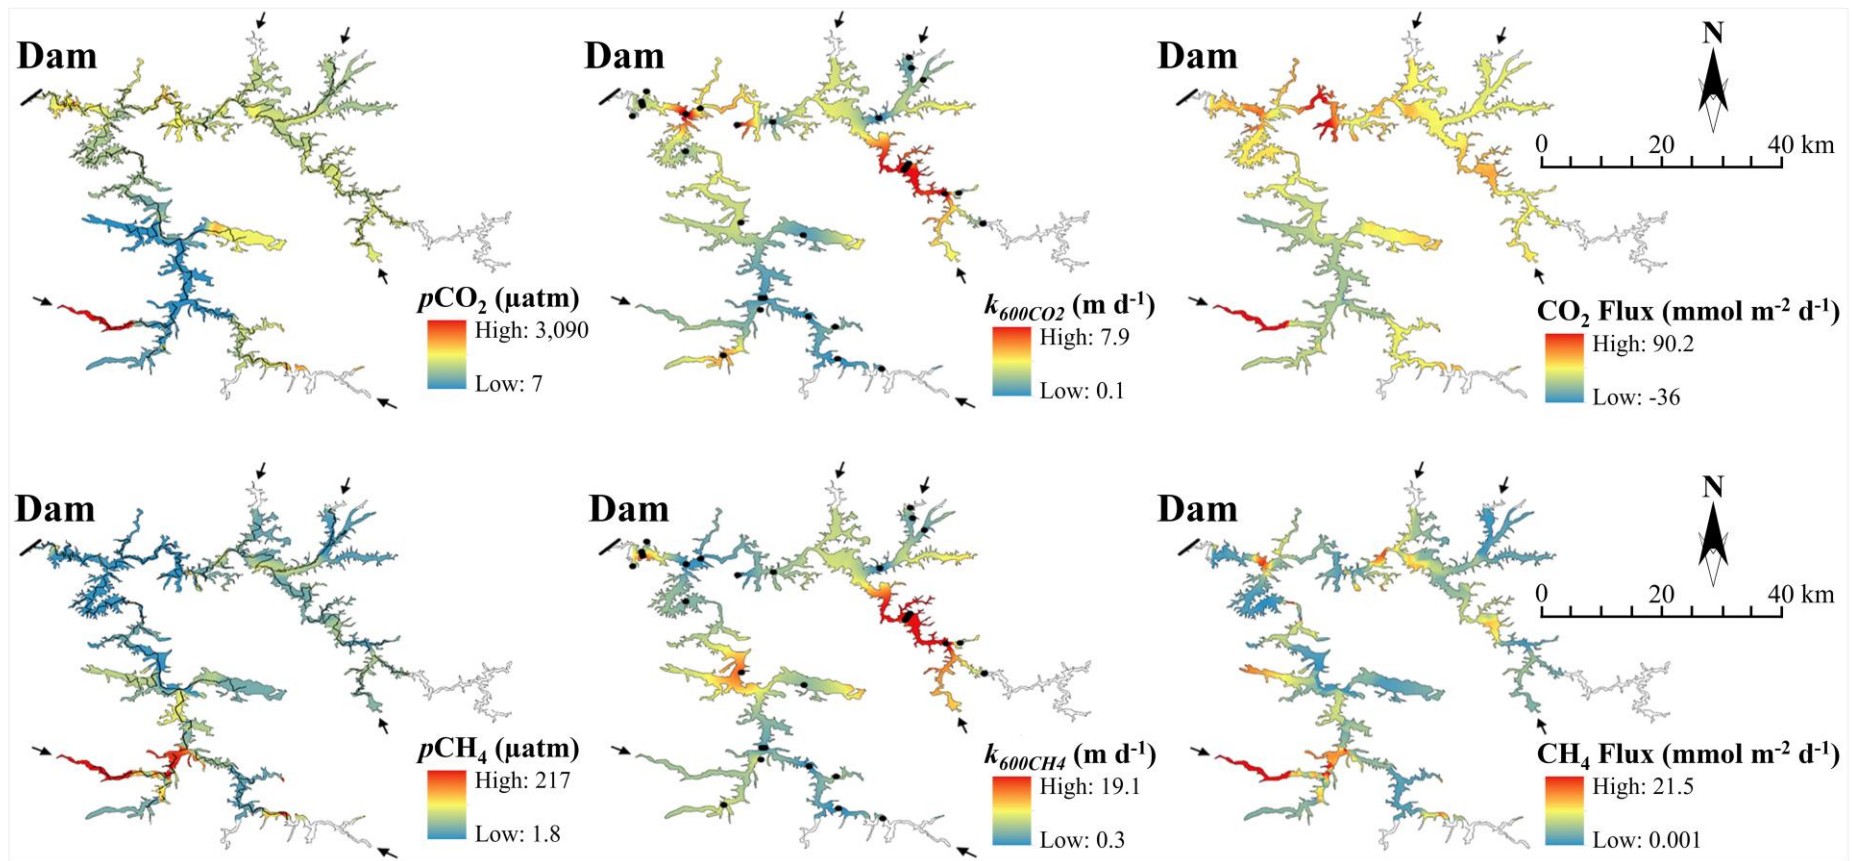 Dam
pCO₂ (µatm)
High: 3,090
Low: 7
Dam
k₆₀₀CO₂ (m d⁻¹)
High: 7.9
Low: 0.1
Dam
N
0 20 40 km
CO₂ Flux (mmol m⁻² d⁻¹)
High: 90.2
Low: -36
Dam
pCH₄ (µatm)
High: 217
Low: 1.8
Dam
k₆₀₀CH₄ (m d⁻¹)
High: 19.1
Low: 0.3
Dam
N
0 20 40 km
CH₄ Flux (mmol m⁻² d⁻¹)
High: 21.5
Low: 0.001